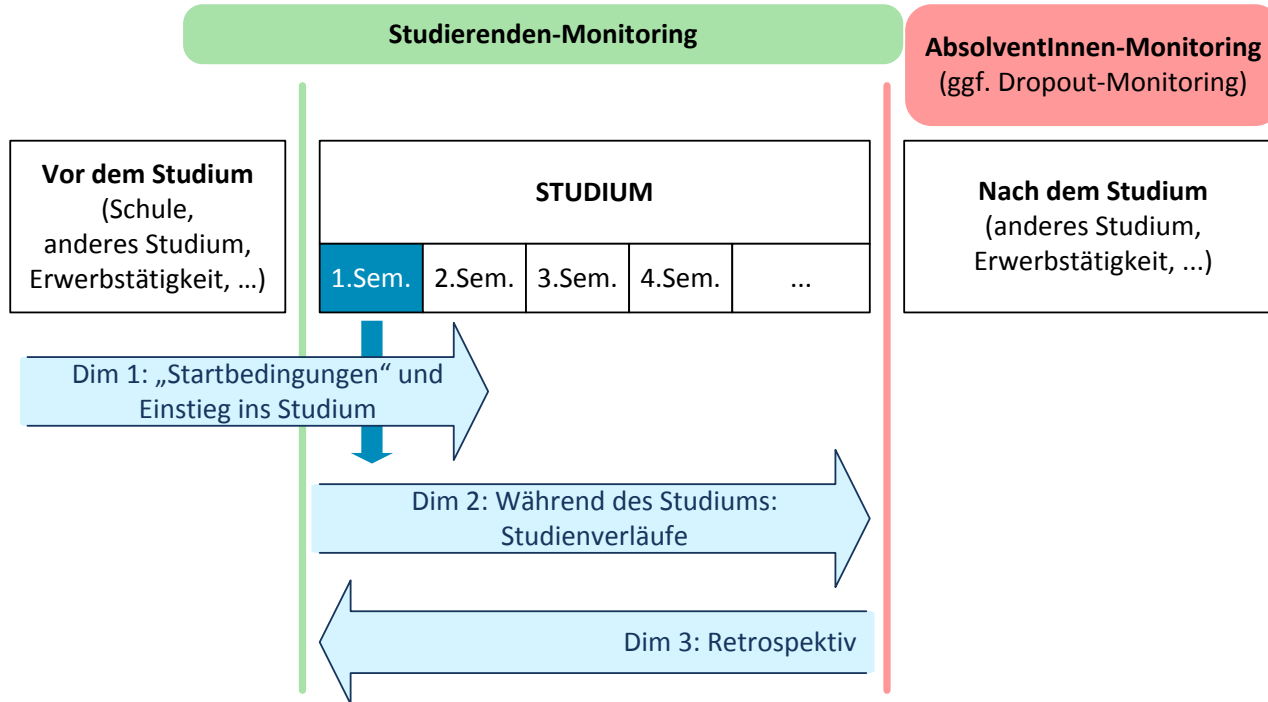 Studierenden-Monitoring
AbsolventInnen-Monitoring
(ggf. Dropout-Monitoring)
Vor dem Studium
(Schule,
anderes Studium,
Erwerbstätigkeit, …)
STUDIUM
1.Sem.
2.Sem.
3.Sem.
4.Sem.
...
Nach dem Studium
(anderes Studium,
Erwerbstätigkeit, ...)
Dim 1: „Startbedingungen“ und
Einstieg ins Studium
Dim 2: Während des Studiums:
Studienverläufe
Dim 3: Retrospektiv